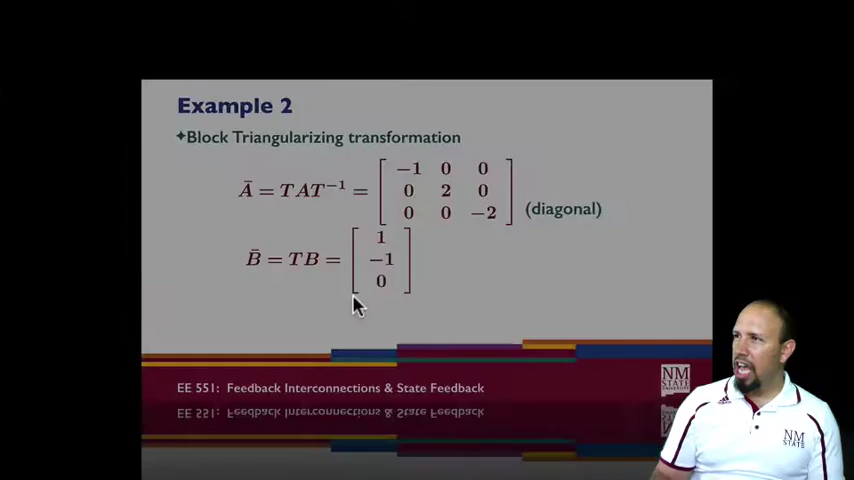 Example 2
✦Block Triangularizing transformation
Ā = TAT⁻¹ = [ −1 0 0
0 2 0
0 0 −2 ] (diagonal)
B̄ = TB = [ 1
−1
0 ]
EE 551: Feedback Interconnections & State Feedback
NM
STATE
EE 551: Feedback Interconnections & State Feedback
NM
STATE